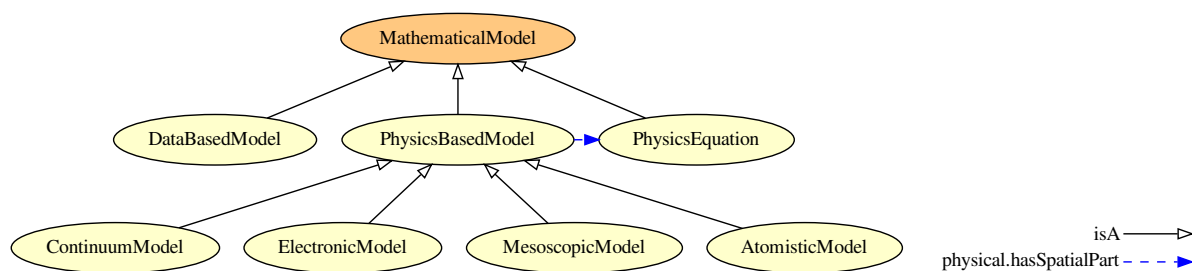 MathematicalModel
DataBasedModel
PhysicsBasedModel
PhysicsEquation
ContinuumModel
ElectronicModel
MesoscopicModel
AtomisticModel
isA
physical.hasSpatialPart